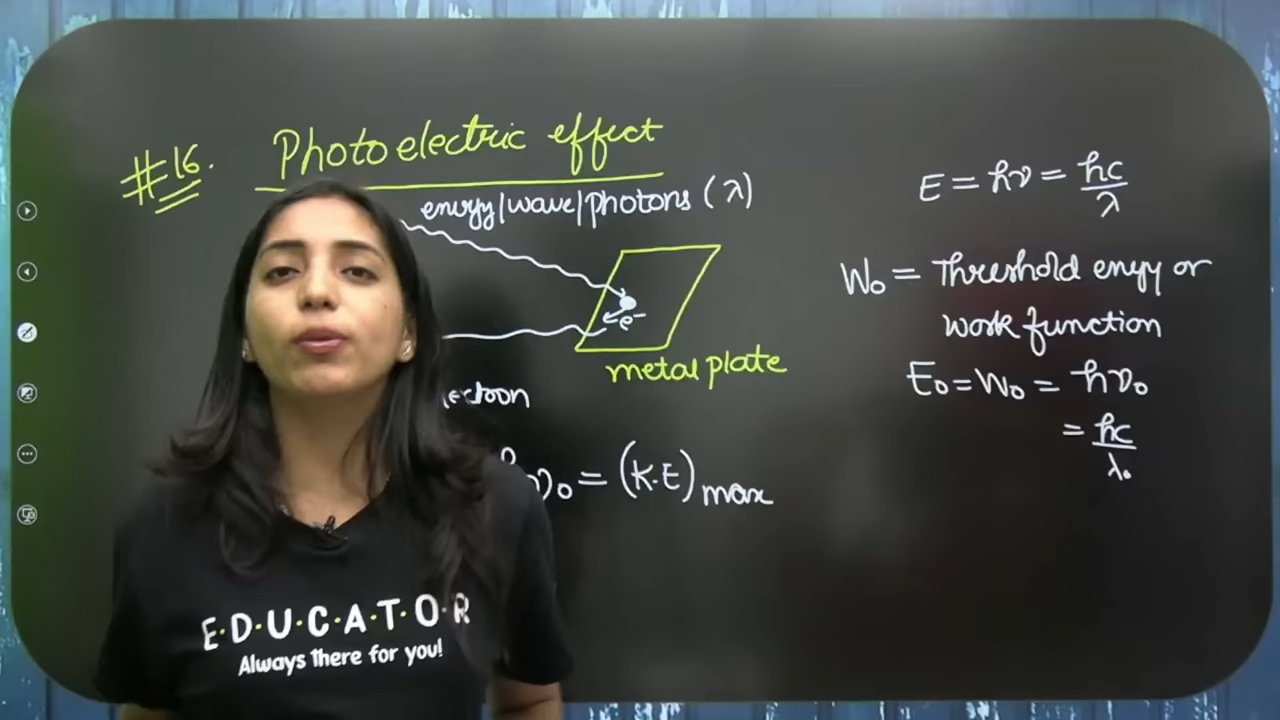 #16. Photoelectric effect
energy/wave/photons (λ)
e⁻
metal plate
ν₀ = (K.E)max
E = hν = hc/λ
W₀ = Threshold energy or
work function
E₀ = W₀ = hν₀
= hc/λ₀
E·D·U·C·A·T·O·R
Always there for you!